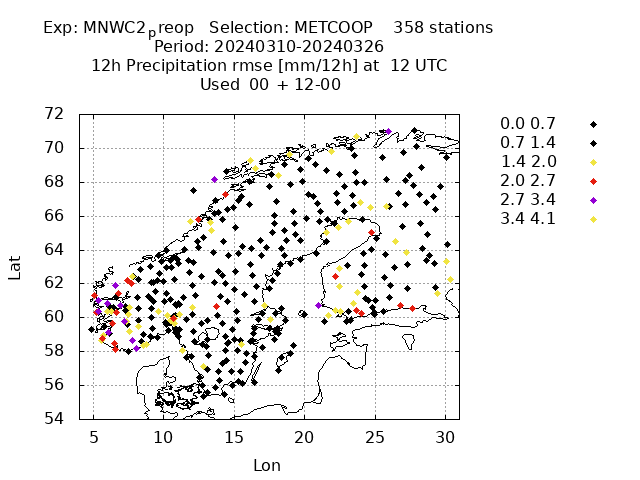 Exp: MNWC2preop Selection: METCOOP 358 stations
Period: 20240310-20240326
12h Precipitation rmse [mm/12h] at 12 UTC
Used 00 + 12-00
0.0 0.7
0.7 1.4
1.4 2.0
2.0 2.7
2.7 3.4
3.4 4.1
72
70
68
66
64
62
60
58
56
54
Lat
5 10 15 20 25 30
Lon